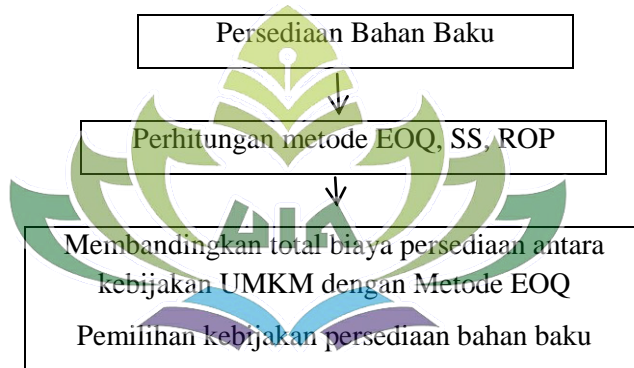 Persediaan Bahan Baku
Perhitungan metode EOQ, SS, ROP
UIN
Membandingkan total biaya persediaan antara
kebijakan UMKM dengan Metode EOQ
Pemilihan kebijakan persediaan bahan baku